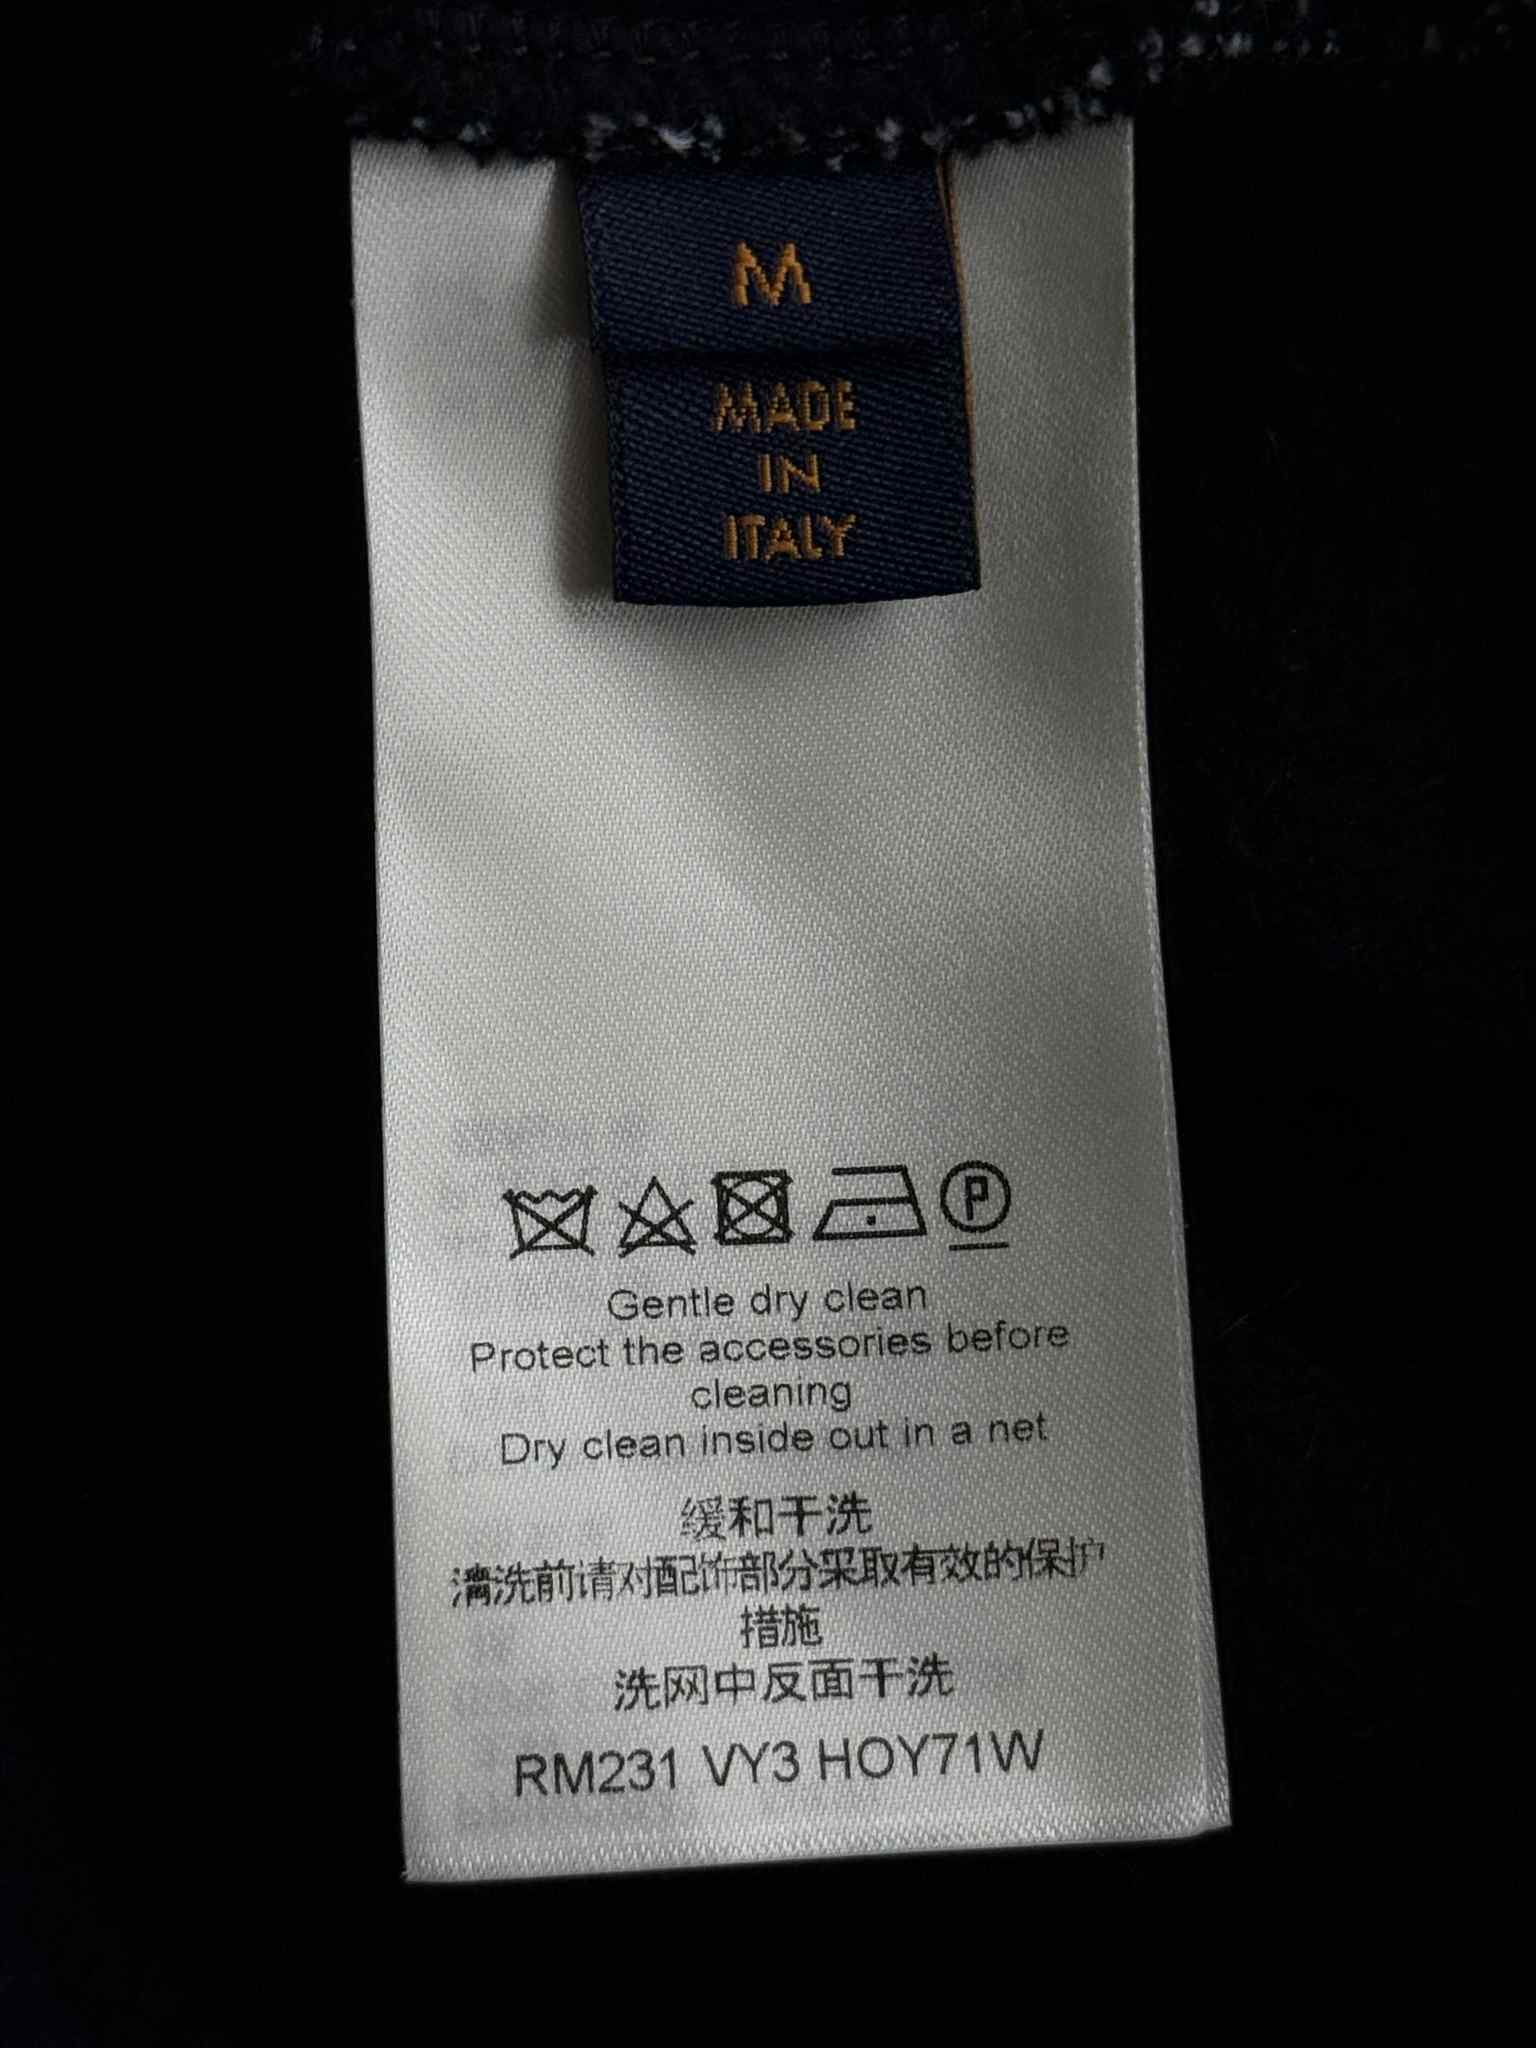 M
MADE
IN
ITALY
P
Gentle dry clean
Protect the accessories before
cleaning
Dry clean inside out in a net
缓和干洗
清洗前请对配饰部分采取有效的保护
措施
洗网中反面干洗
RM231 VY3 HOY71W